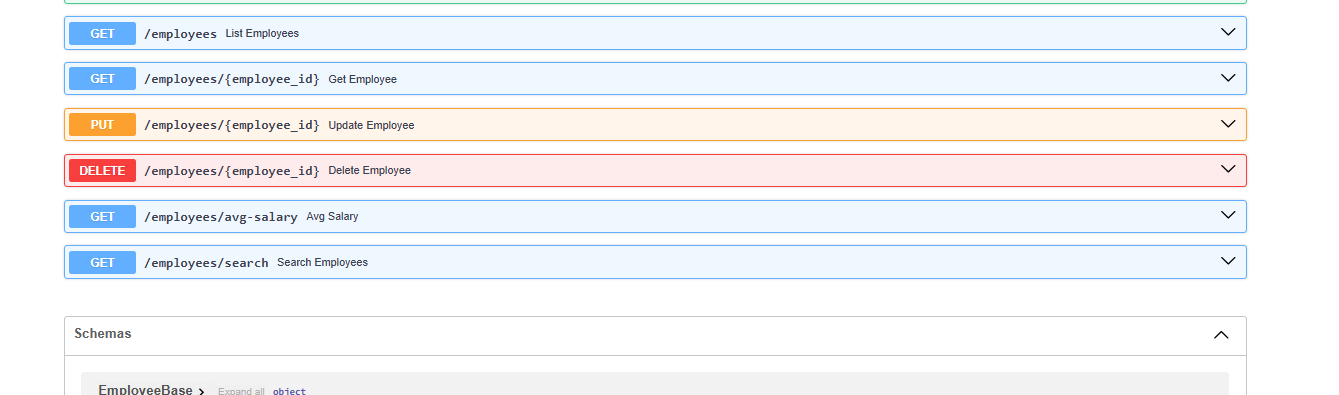 GET /employees List Employees
GET /employees/{employee_id} Get Employee
PUT /employees/{employee_id} Update Employee
DELETE /employees/{employee_id} Delete Employee
GET /employees/avg-salary Avg Salary
GET /employees/search Search Employees
Schemas
EmployeeBase Expand all object